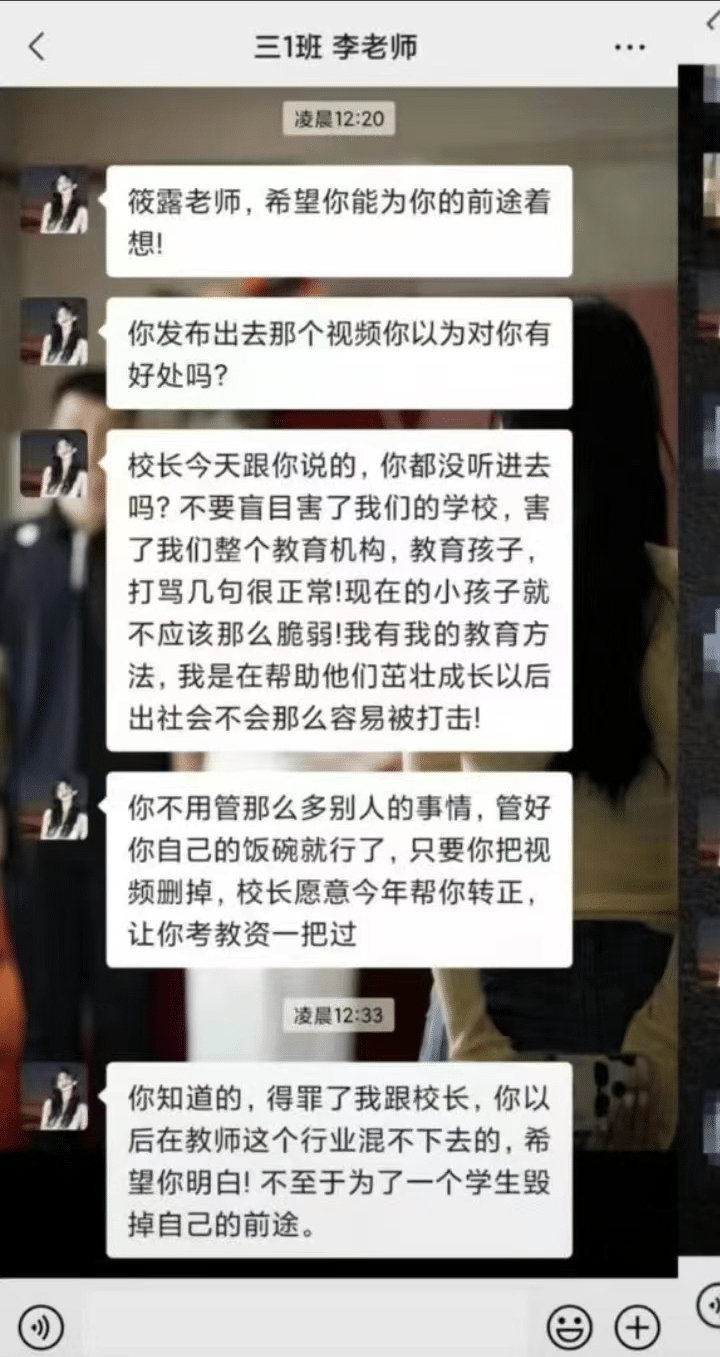 三1班 李老师
凌晨12:20
筱露老师，希望你能为你的前途着
想!
你发布出去那个视频你以为对你有
好处吗?
校长今天跟你说的，你都没听进去
吗? 不要盲目害了我们的学校，害
了我们整个教育机构，教育孩子，
打骂几句很正常!现在的小孩子就
不应该那么脆弱!我有我的教育方
法，我是在帮助他们茁壮成长以后
出社会不会那么容易被打击!
你不用管那么多别人的事情，管好
你自己的饭碗就行了，只要你把视
频删掉，校长愿意今年帮你转正，
让你考教资一把过
凌晨12:33
你知道的，得罪了我跟校长，你以
后在教师这个行业混不下去的，希
望你明白! 不至于为了一个学生毁
掉自己的前途。